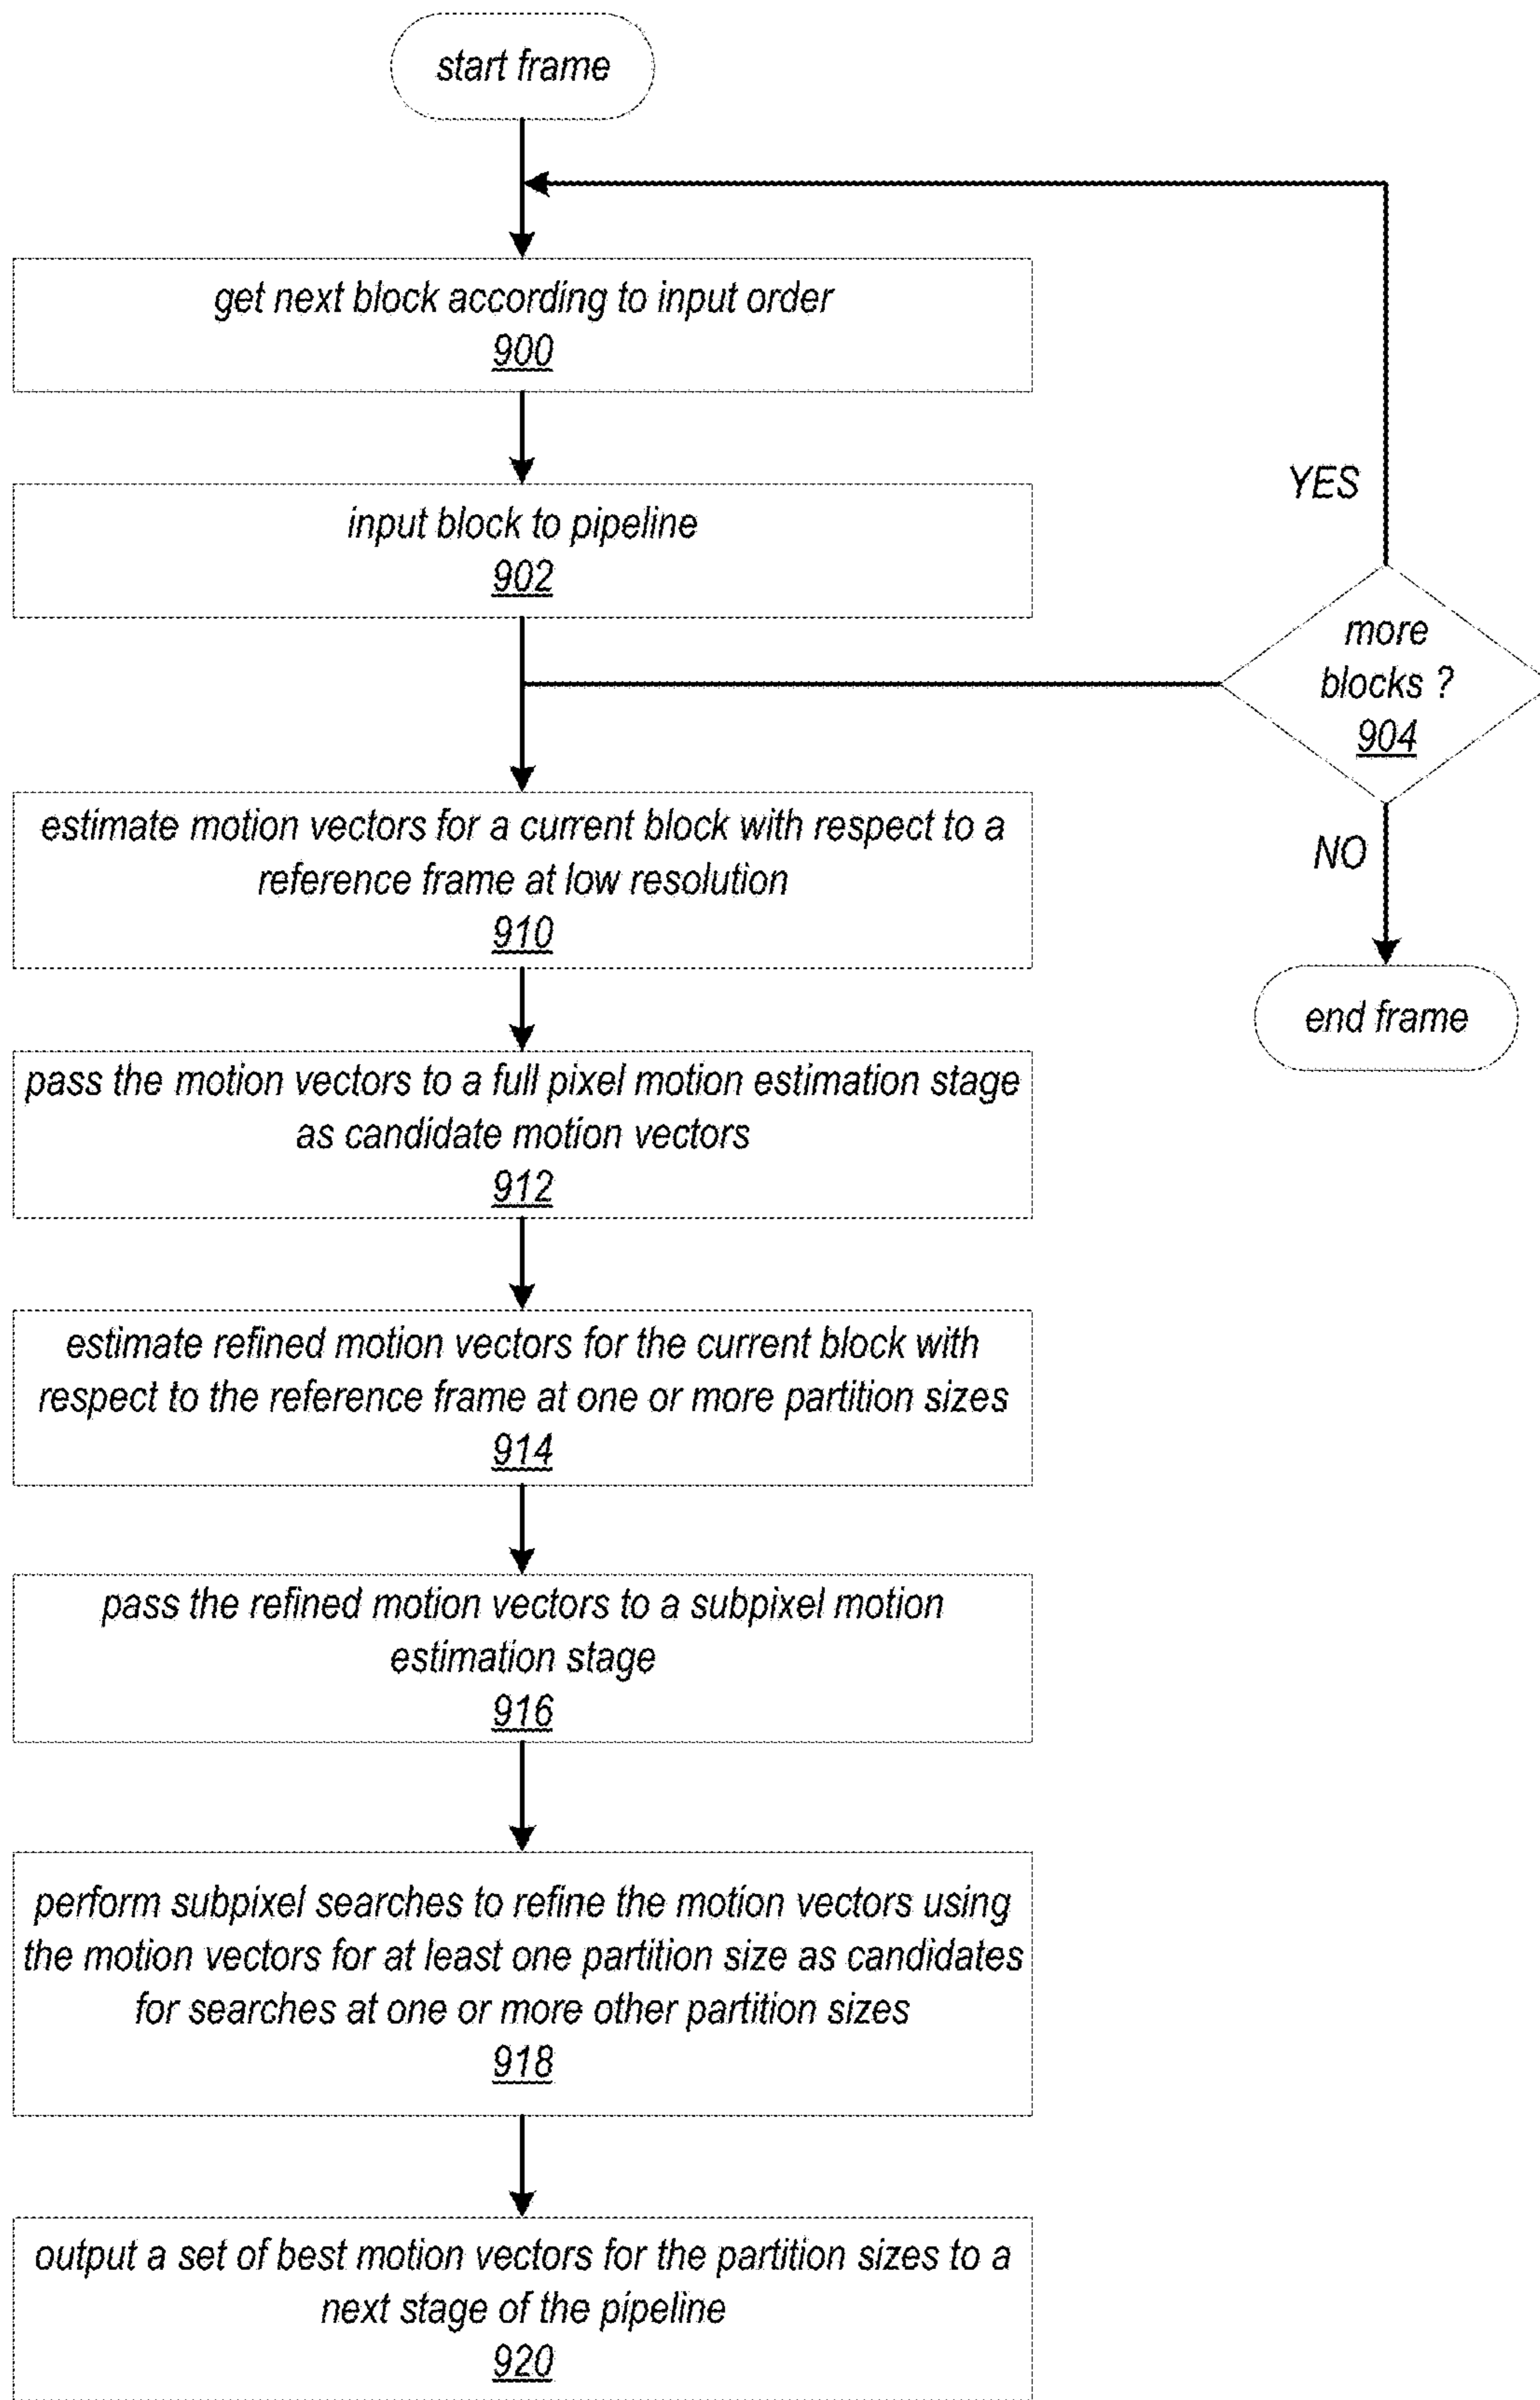 start frame
get next block according to input order
900
input block to pipeline
902
YES
more
blocks ?
904
NO
end frame
estimate motion vectors for a current block with respect to a
reference frame at low resolution
910
pass the motion vectors to a full pixel motion estimation stage
as candidate motion vectors
912
estimate refined motion vectors for the current block with
respect to the reference frame at one or more partition sizes
914
pass the refined motion vectors to a subpixel motion
estimation stage
916
perform subpixel searches to refine the motion vectors using
the motion vectors for at least one partition size as candidates
for searches at one or more other partition sizes
918
output a set of best motion vectors for the partition sizes to a
next stage of the pipeline
920